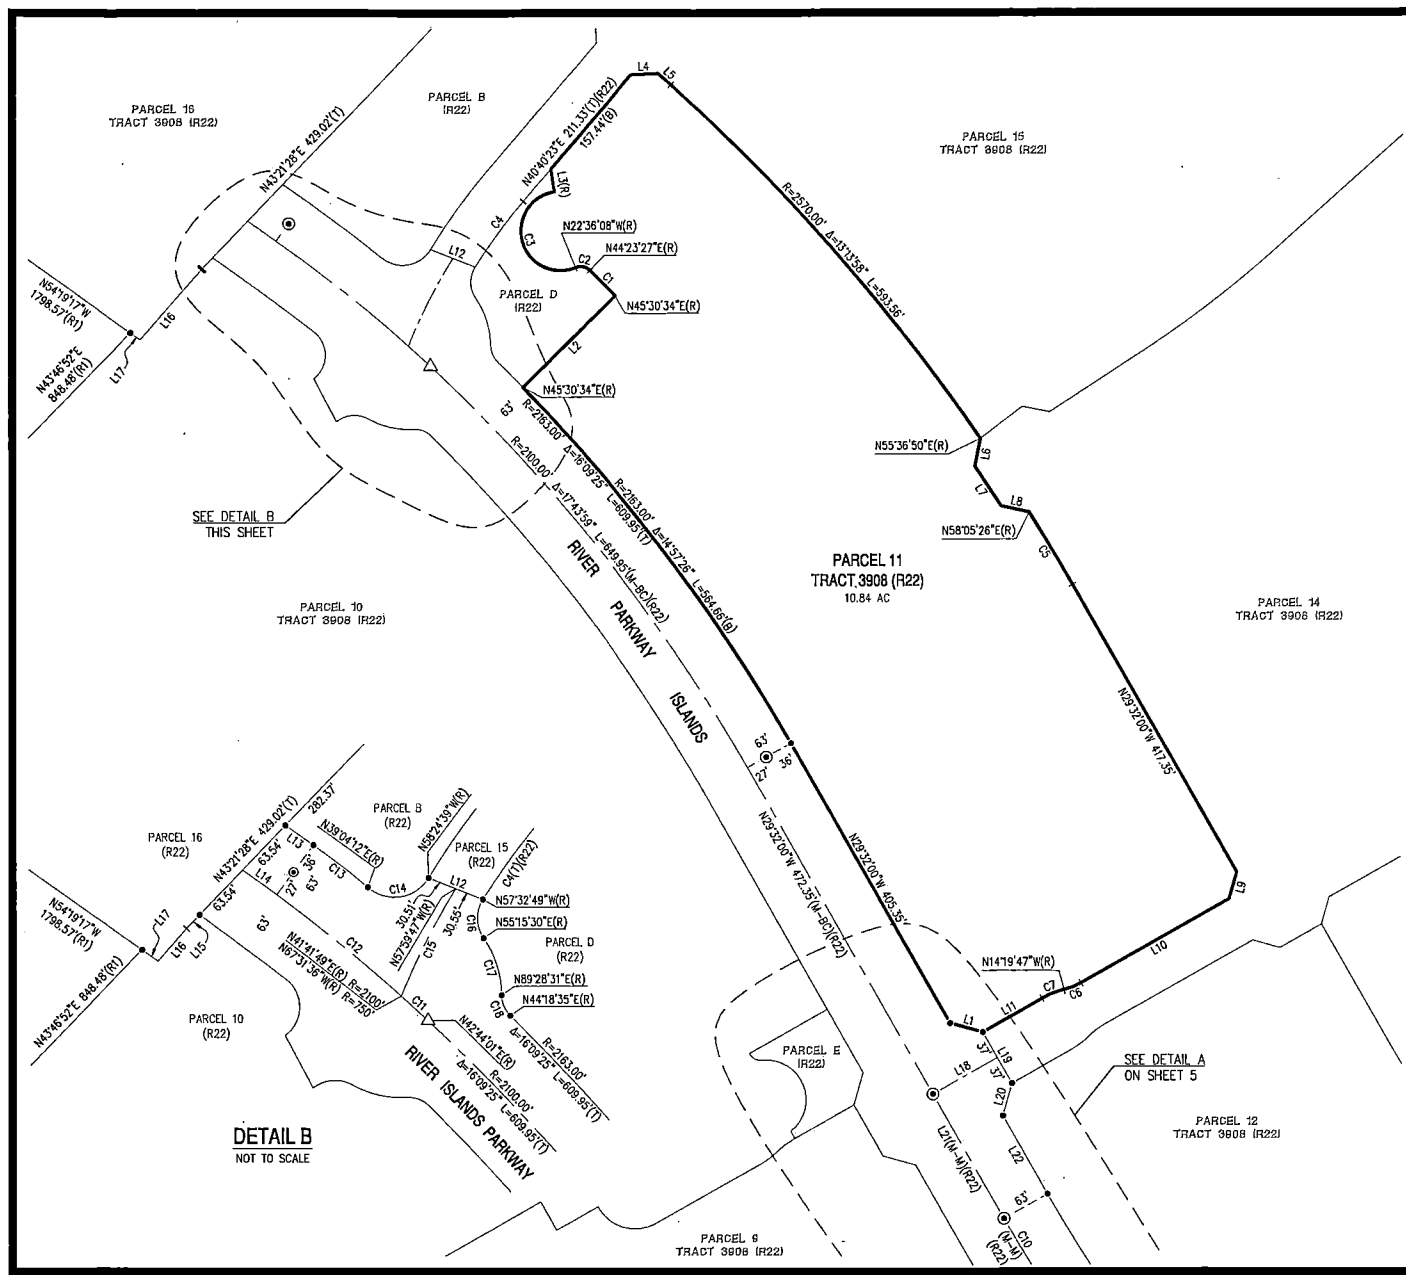 PARCEL 16
TRACT 3908 (R22)
PARCEL B
(R22)
L4
L5
N43°21'28"E 429.02'(T)
N40°40'23"E 211.33'(T)(R22)
157.44'(B)
PARCEL 15
TRACT 3908 (R22)
L3(R)
C4
C3
L12
N22°36'08"W(R)
N44°23'27"E(R)
C2
C1
PARCEL D
(R22)
N45°30'34"E(R)
R=2570.00' Δ=13°13'58" L=593.56'
N54°19'17"W
1798.57'(R1)
L16
L17
N43°46'52"E
848.48'(R1)
L2
N45°30'34"E(R)
63'
R=2163.00' Δ=16°09'25" L=609.95'(T)
R=2163.00' Δ=14°57'26" L=564.66'(B)
R=2100.00' Δ=17°43'59" L=649.95'(M-BC)(R22)
N55°36'50"E(R)
L6
L7
L8
N58°05'26"E(R)
C5
SEE DETAIL B
THIS SHEET
RIVER
PARKWAY
ISLANDS
PARCEL 11
TRACT 3908 (R22)
10.84 AC
PARCEL 10
TRACT 3908 (R22)
PARCEL 14
TRACT 3908 (R22)
N29°32'00"W 417.35'
63'
36'
27'
N29°32'00"W 405.35'
N29°32'00"W 472.35'(M-BC)(R22)
L9
L10
N14°19'47"W(R)
C7
C6
L11
L1
37'
L19
37'
L18
L20
SEE DETAIL A
ON SHEET 5
PARCEL E
(R22)
L21(M-M)(R22)
L22
63'
C10
(M-M)
(R22)
PARCEL 12
TRACT 3908 (R22)
PARCEL 9
TRACT 3908 (R22)
PARCEL 16
(R22)
N43°21'28"E 429.02'(T)
282.37'
63.54'
63.54'
L13
L14
36'
27'
63'
63'
N39°04'12"E(R)
C13
PARCEL B
(R22)
N58°24'39"W(R)
C14
PARCEL 15
(R22)
C4(T)(R22)
L12
30.51'
30.55'
N57°59'47"W(R)
C15
N57°32'49"W(R)
C16
N55°15'30"E(R)
PARCEL D
(R22)
C17
N89°28'31"E(R)
C18
N44°18'35"E(R)
N54°19'17"W
1798.57'(R1)
L17
L16
L15
N43°46'52"E 848.48'(R1)
C12
N41°41'49"E(R) R=2100'
N67°31'36"W(R) R=750'
C11
N42°44'01"E(R)
R=2163.00'
Δ=16°09'25" L=609.95'(T)
R=2100.00'
Δ=16°09'25" L=609.95'(T)
PARCEL 10
(R22)
RIVER ISLANDS PARKWAY
DETAIL B
NOT TO SCALE